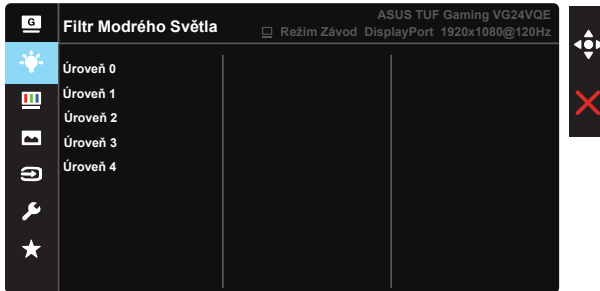 G
ASUS TUF Gaming VG24VQE
Filtr Modrého Světla
Režim Závod DisplayPort 1920x1080@120Hz
Úroveň 0
Úroveň 1
Úroveň 2
Úroveň 3
Úroveň 4